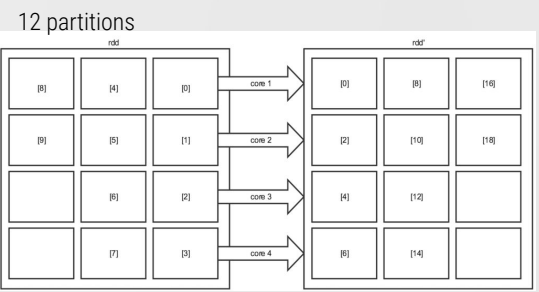 12 partitions
rdd rdd'
[8] [4] [0] core 1 [0] [8] [16]
[9] [5] [1] core 2 [2] [10] [18]
[6] [2] core 3 [4] [12]
[7] [3] core 4 [6] [14]